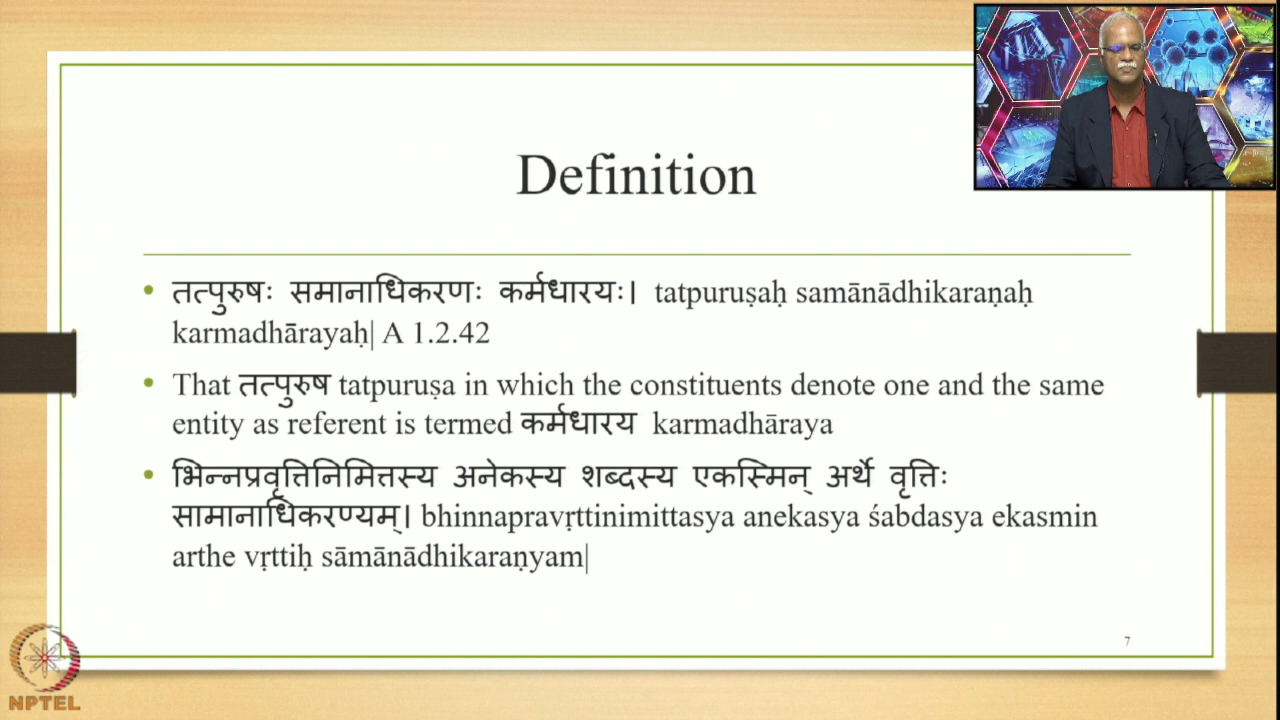 Definition
• तत्पुरुषः समानाधिकरणः कर्मधारयः। tatpuruṣaḥ samānādhikaraṇaḥ
karmadhārayaḥ| A 1.2.42
• That तत्पुरुष tatpuruṣa in which the constituents denote one and the same
entity as referent is termed कर्मधारय karmadhāraya
• भिन्नप्रवृत्तिनिमित्तस्य अनेकस्य शब्दस्य एकस्मिन् अर्थे वृत्तिः
सामानाधिकरण्यम्। bhinnapravṛttinimittasya anekasya śabdasya ekasmin
arthe vṛttiḥ sāmānādhikaraṇyam|
7
NPTEL